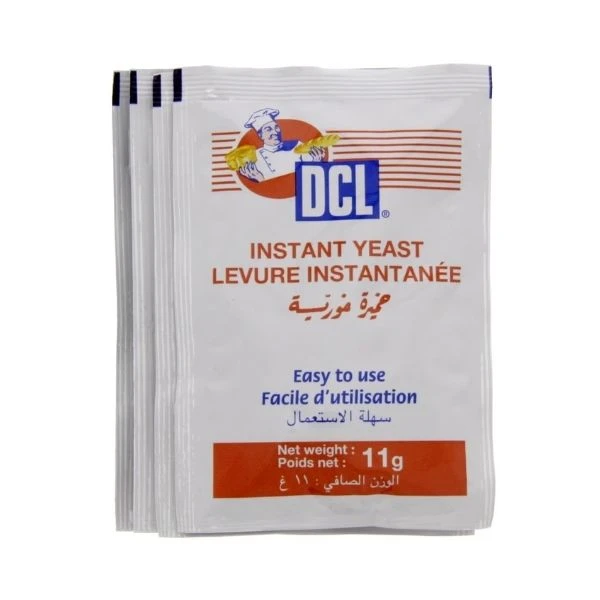 DCL®
INSTANT YEAST
LEVURE INSTANTANÉE
خميرة فورية
Easy to use
Facile d'utilisation
سهلة الاستعمال
Net weight :
Poids net : 11g
الوزن الصافي : ١١ غ